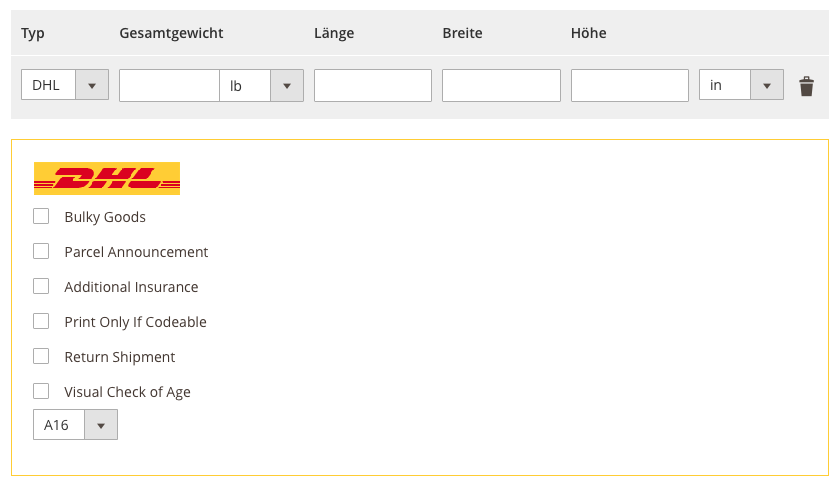 Typ Gesamtgewicht Länge Breite Höhe
DHL lb in
DHL
Bulky Goods
Parcel Announcement
Additional Insurance
Print Only If Codeable
Return Shipment
Visual Check of Age
A16